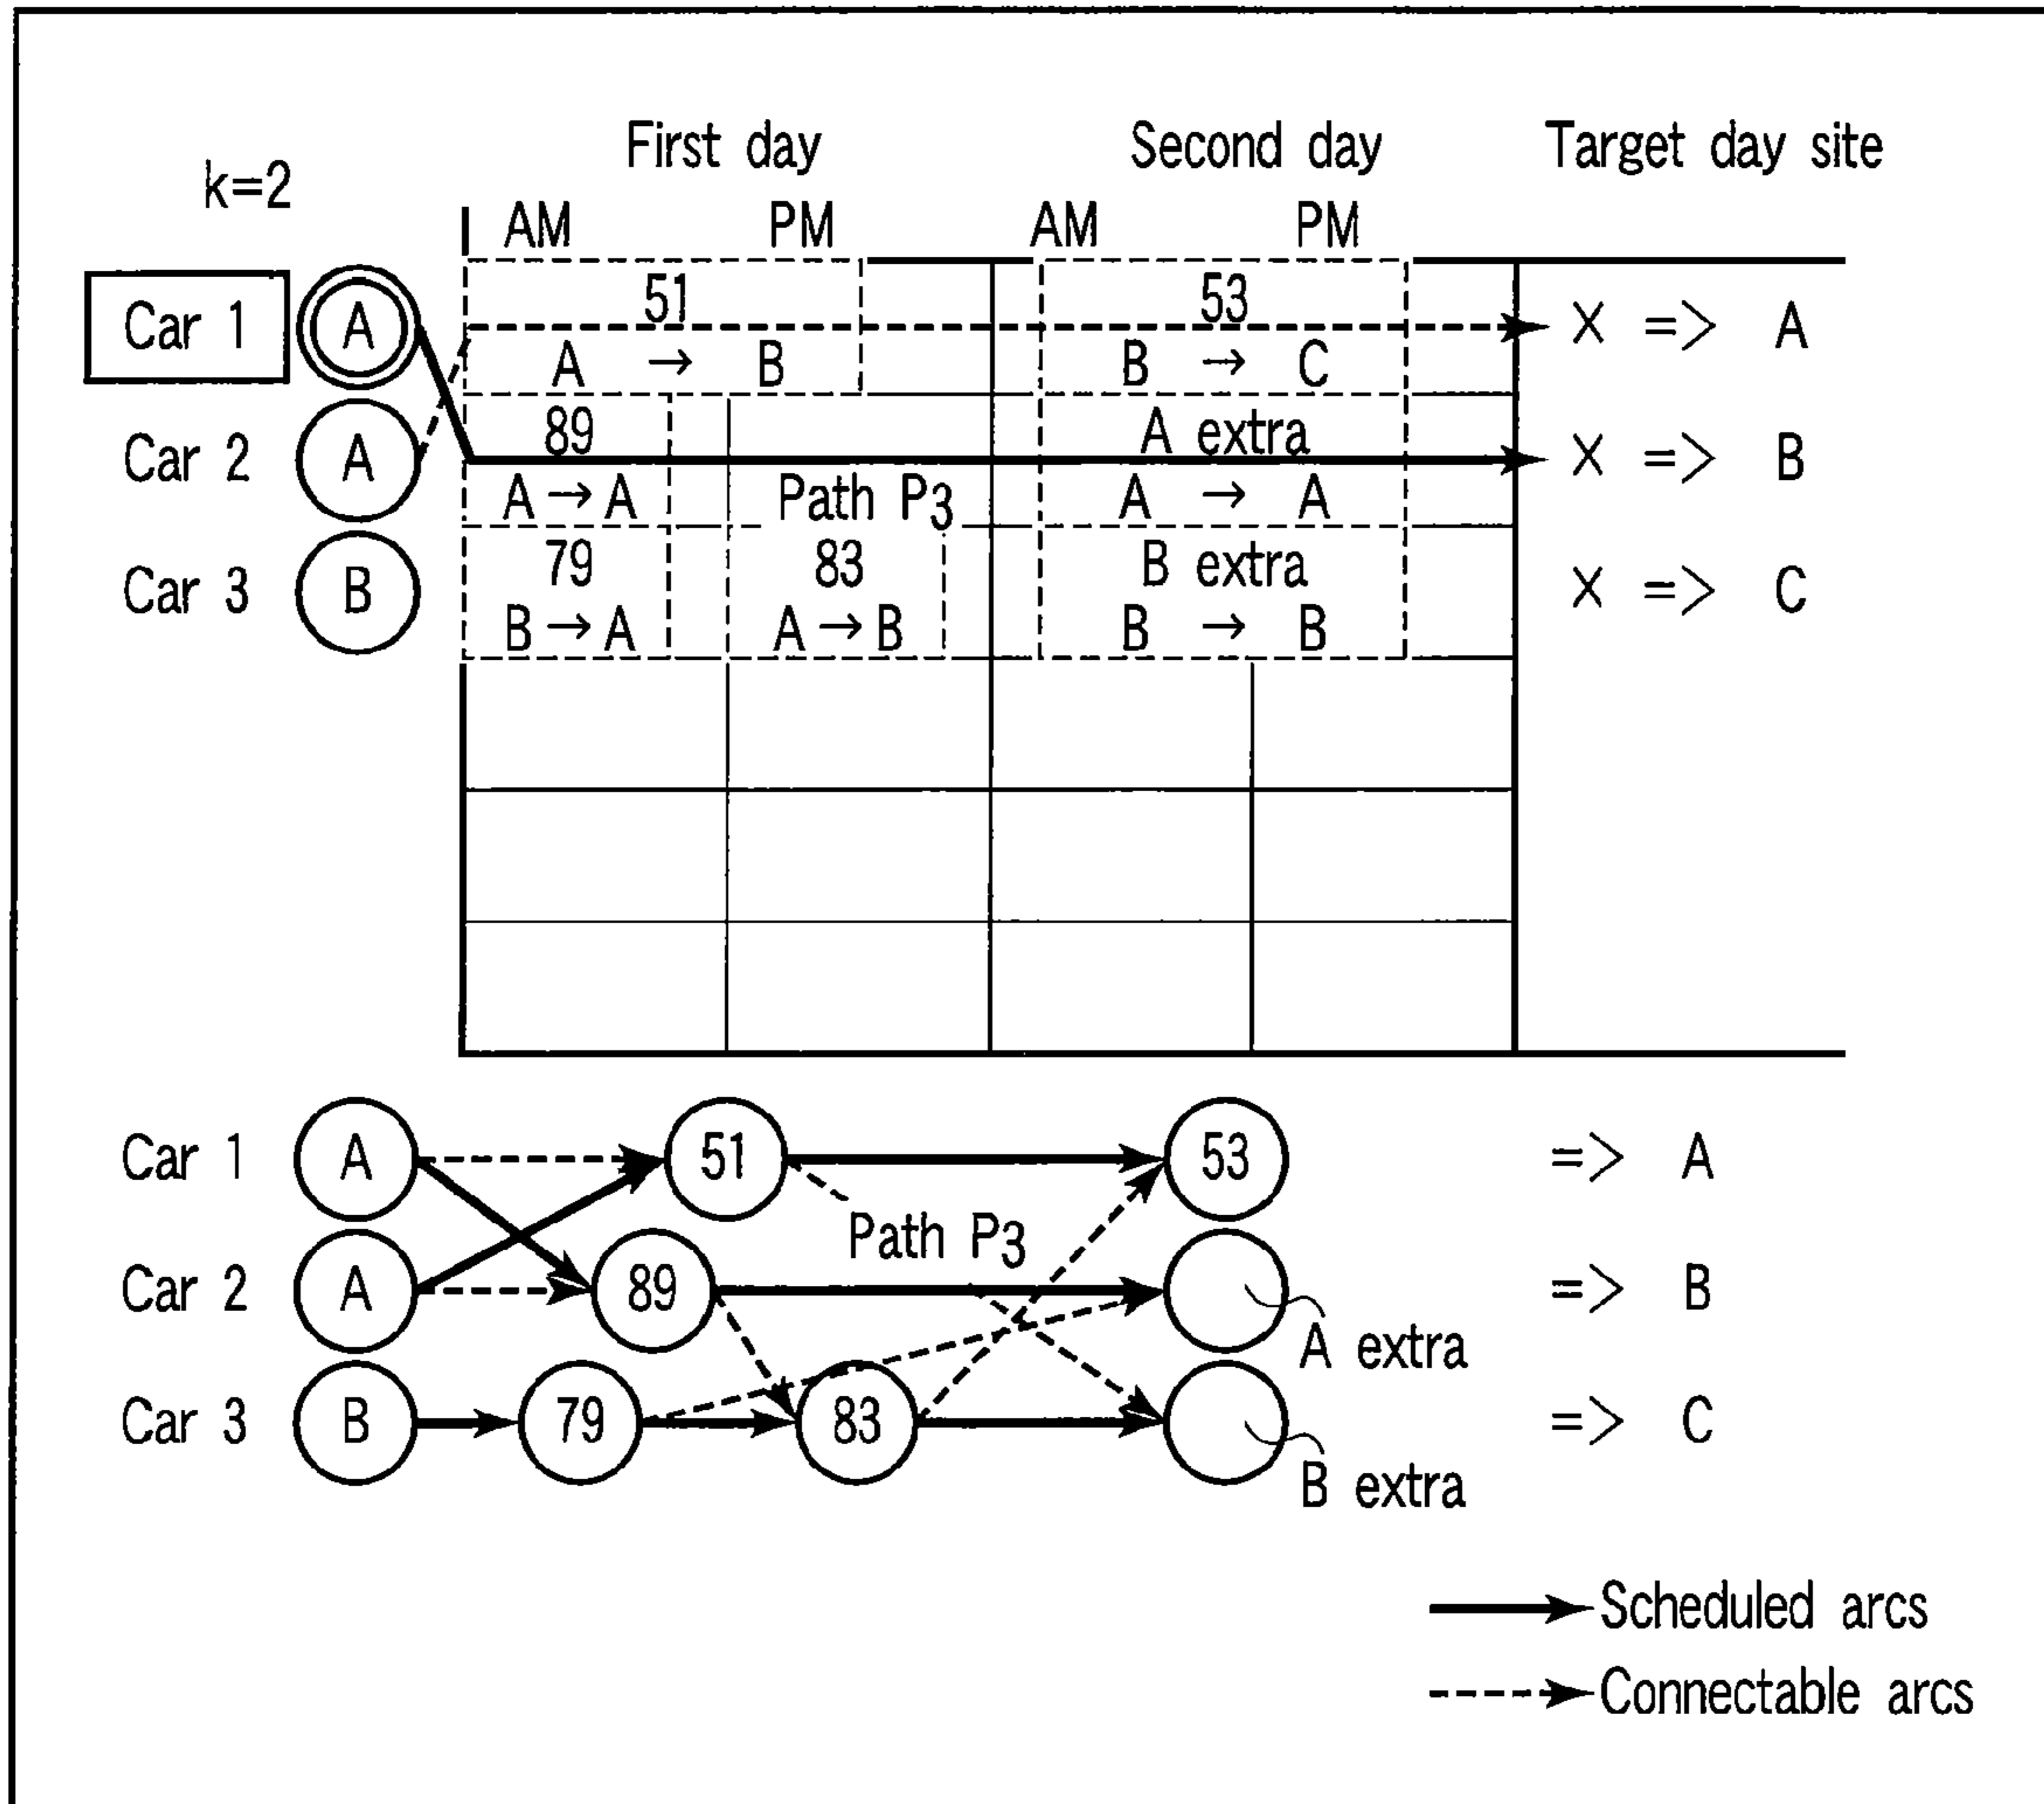 First day Second day Target day site
k=2
AM PM AM PM
Car 1 A 51 53 X => A
A → B B → C
Car 2 A 89 A extra X => B
A → A Path P3 A → A
Car 3 B 79 83 B extra X => C
B → A A → B B → B
Car 1 A 51 53 => A
Path P3
Car 2 A 89 => B
A extra
Car 3 B 79 83 => C
B extra
Scheduled arcs
Connectable arcs